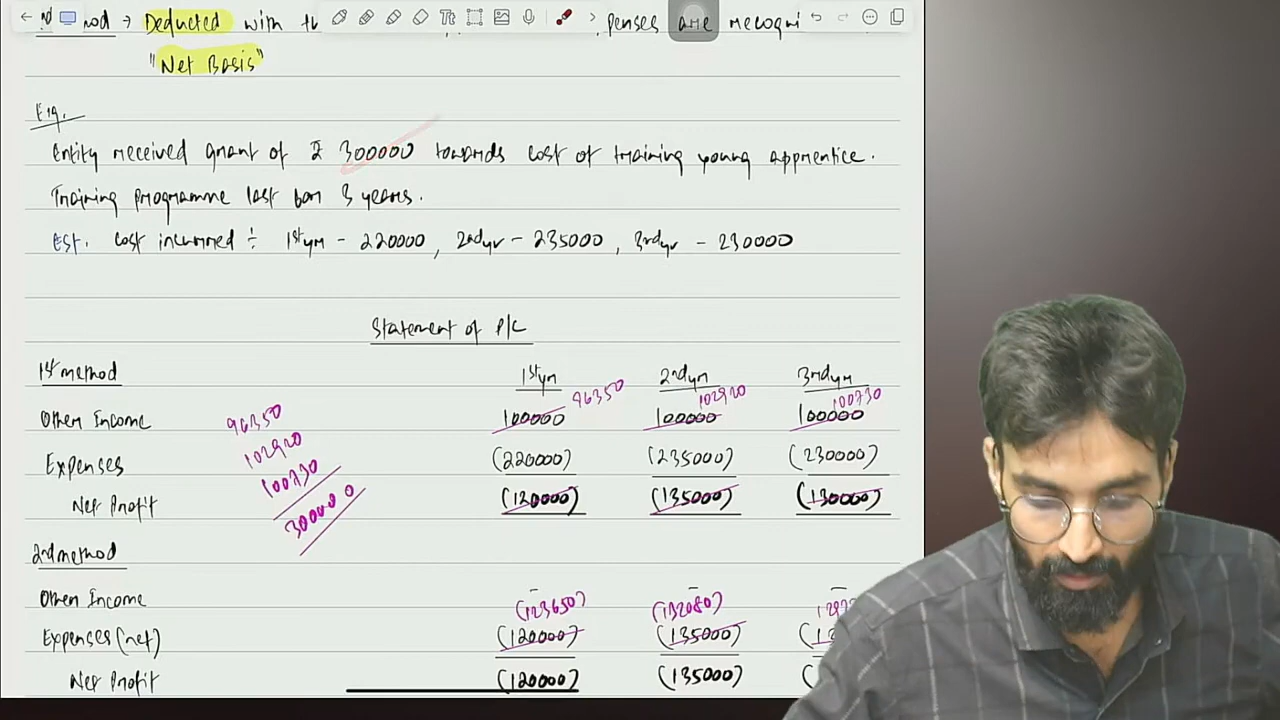 Deducted with penses are recogni
"Net Basis"
Eg.
Entity received grant of ₹ 300000 towards cost of training young apprentice.
Training programme last for 3 years.
Est. Cost incurred ÷ 1st yr - 220000, 2nd yr - 235000, 3rd yr - 230000
Statement of P/L
1st method 1st yr 2nd yr 3rd yr
96350 102920 100730
Other Income 100000 100000 100000
96350
102920
100730
300000
Expenses (220000) (235000) (230000)
Net Profit (120000) (135000) (130000)
2nd method
Other Income - - -
(123650) (132080)
Expenses (net) (120000) (135000)
Net Profit (120000) (135000)